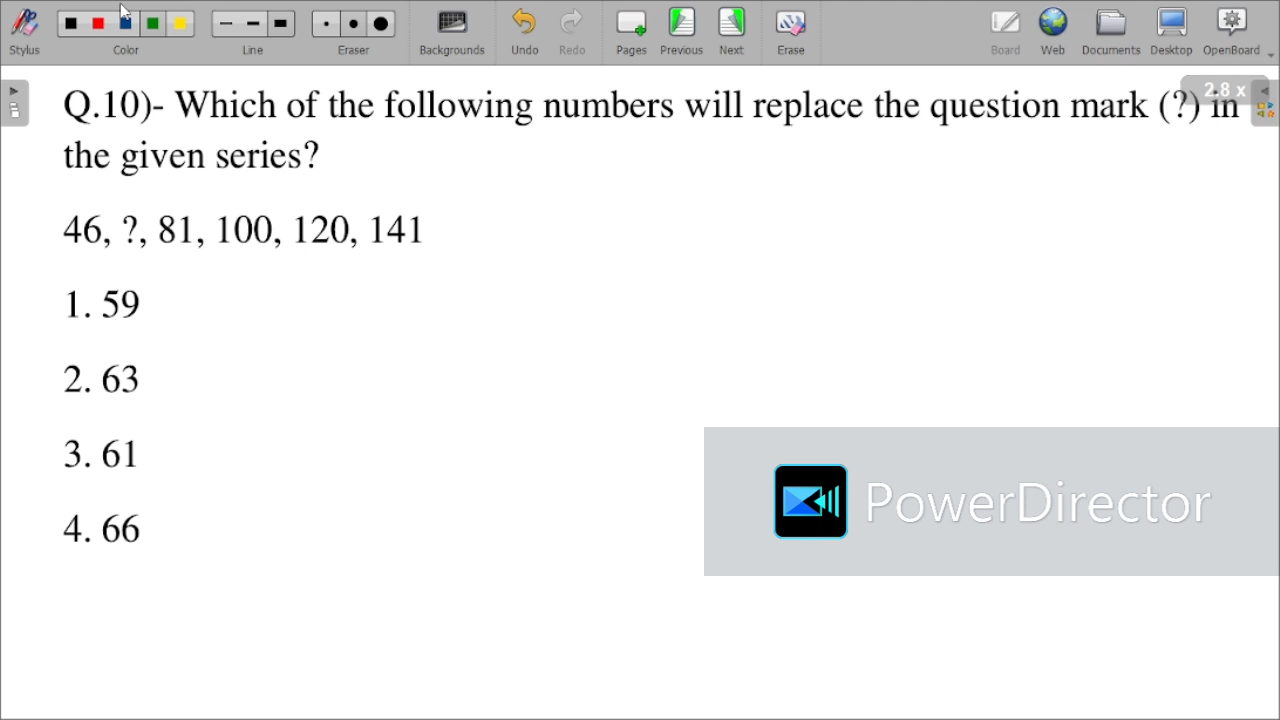 Stylus Color Line Eraser Backgrounds Undo Redo Pages Previous Next Erase Board Web Documents Desktop OpenBoard
2.8 x
Q.10)- Which of the following numbers will replace the question mark (?) in
the given series?
46, ?, 81, 100, 120, 141
1. 59
2. 63
3. 61
4. 66
PowerDirector